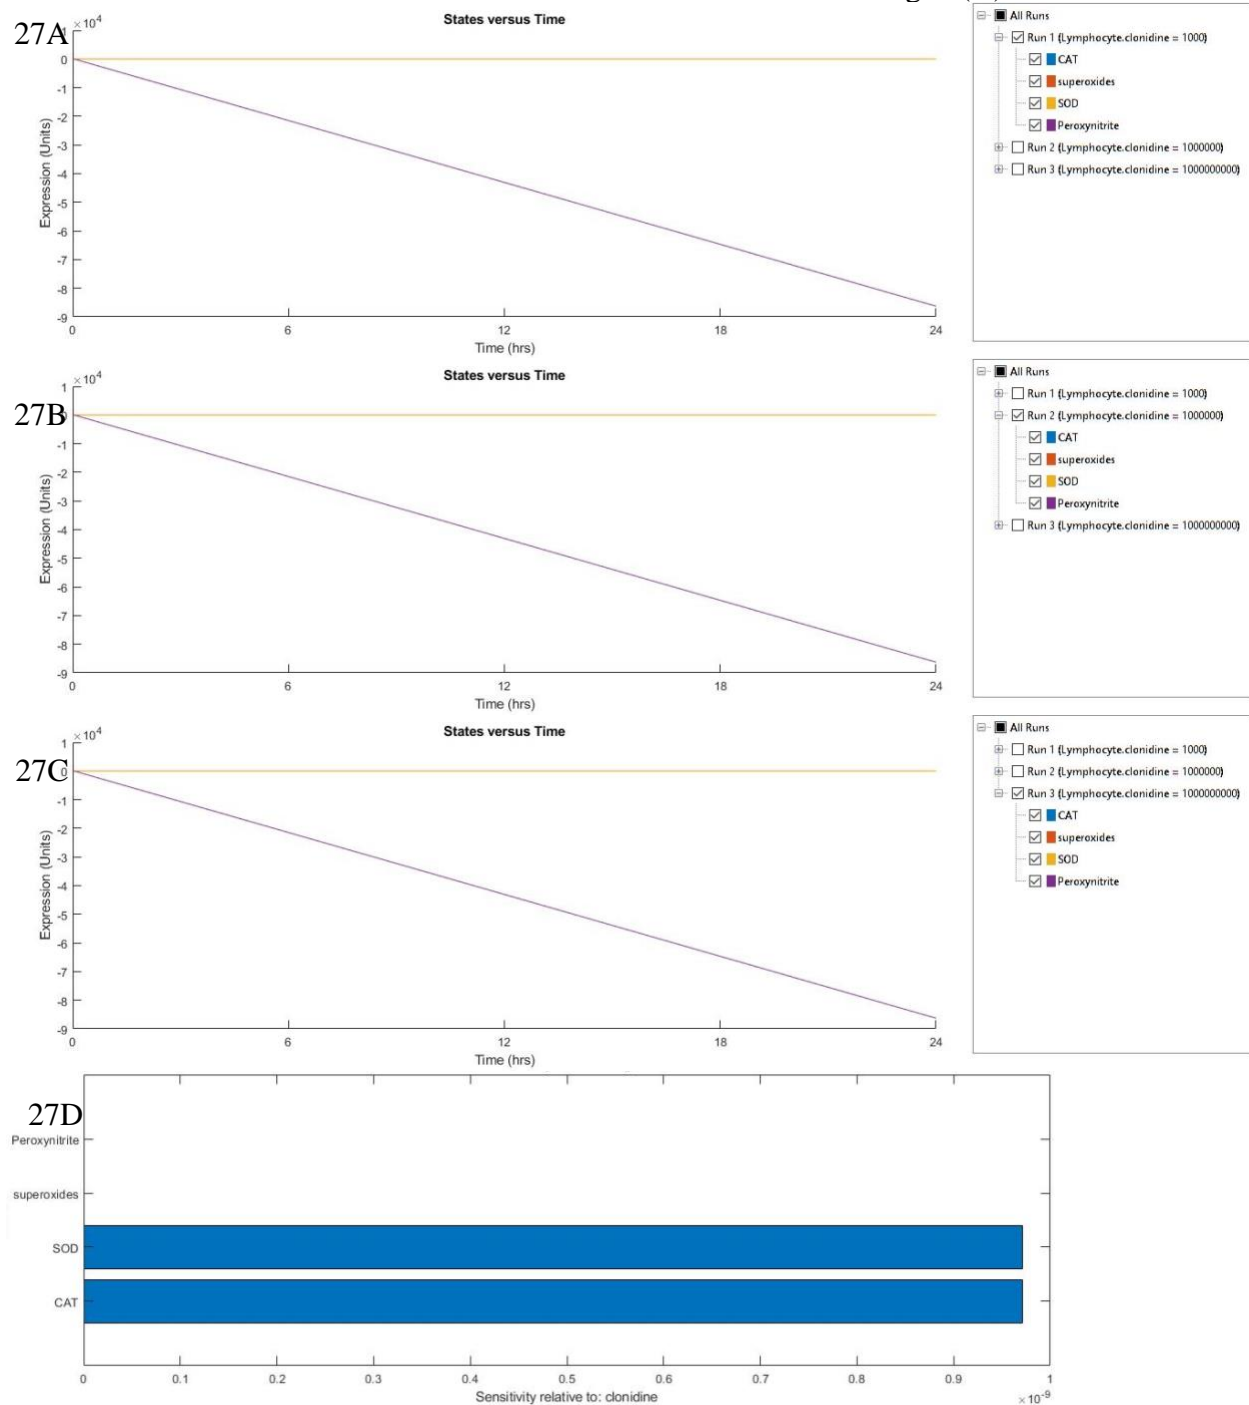 27A
States versus Time
×10⁴
0
-1
-2
-3
-4
-5
-6
-7
-8
-9
Expression (Units)
0 6 12 18 24
Time (hrs)
All Runs
Run 1 {Lymphocyte.clonidine = 1000}
CAT
superoxides
SOD
Peroxynitrite
Run 2 {Lymphocyte.clonidine = 1000000}
Run 3 {Lymphocyte.clonidine = 1000000000}
27B
States versus Time
×10⁴
1
-1
-2
-3
-4
-5
-6
-7
-8
-9
Expression (Units)
0 6 12 18 24
Time (hrs)
All Runs
Run 1 {Lymphocyte.clonidine = 1000}
Run 2 {Lymphocyte.clonidine = 1000000}
CAT
superoxides
SOD
Peroxynitrite
Run 3 {Lymphocyte.clonidine = 1000000000}
27C
States versus Time
×10⁴
1
-1
-2
-3
-4
-5
-6
-7
-8
-9
Expression (Units)
0 6 12 18 24
Time (hrs)
All Runs
Run 1 {Lymphocyte.clonidine = 1000}
Run 2 {Lymphocyte.clonidine = 1000000}
Run 3 {Lymphocyte.clonidine = 1000000000}
CAT
superoxides
SOD
Peroxynitrite
27D
Peroxynitrite
superoxides
SOD
CAT
0 0.1 0.2 0.3 0.4 0.5 0.6 0.7 0.8 0.9 1
Sensitivity relative to: clonidine
×10⁻⁹